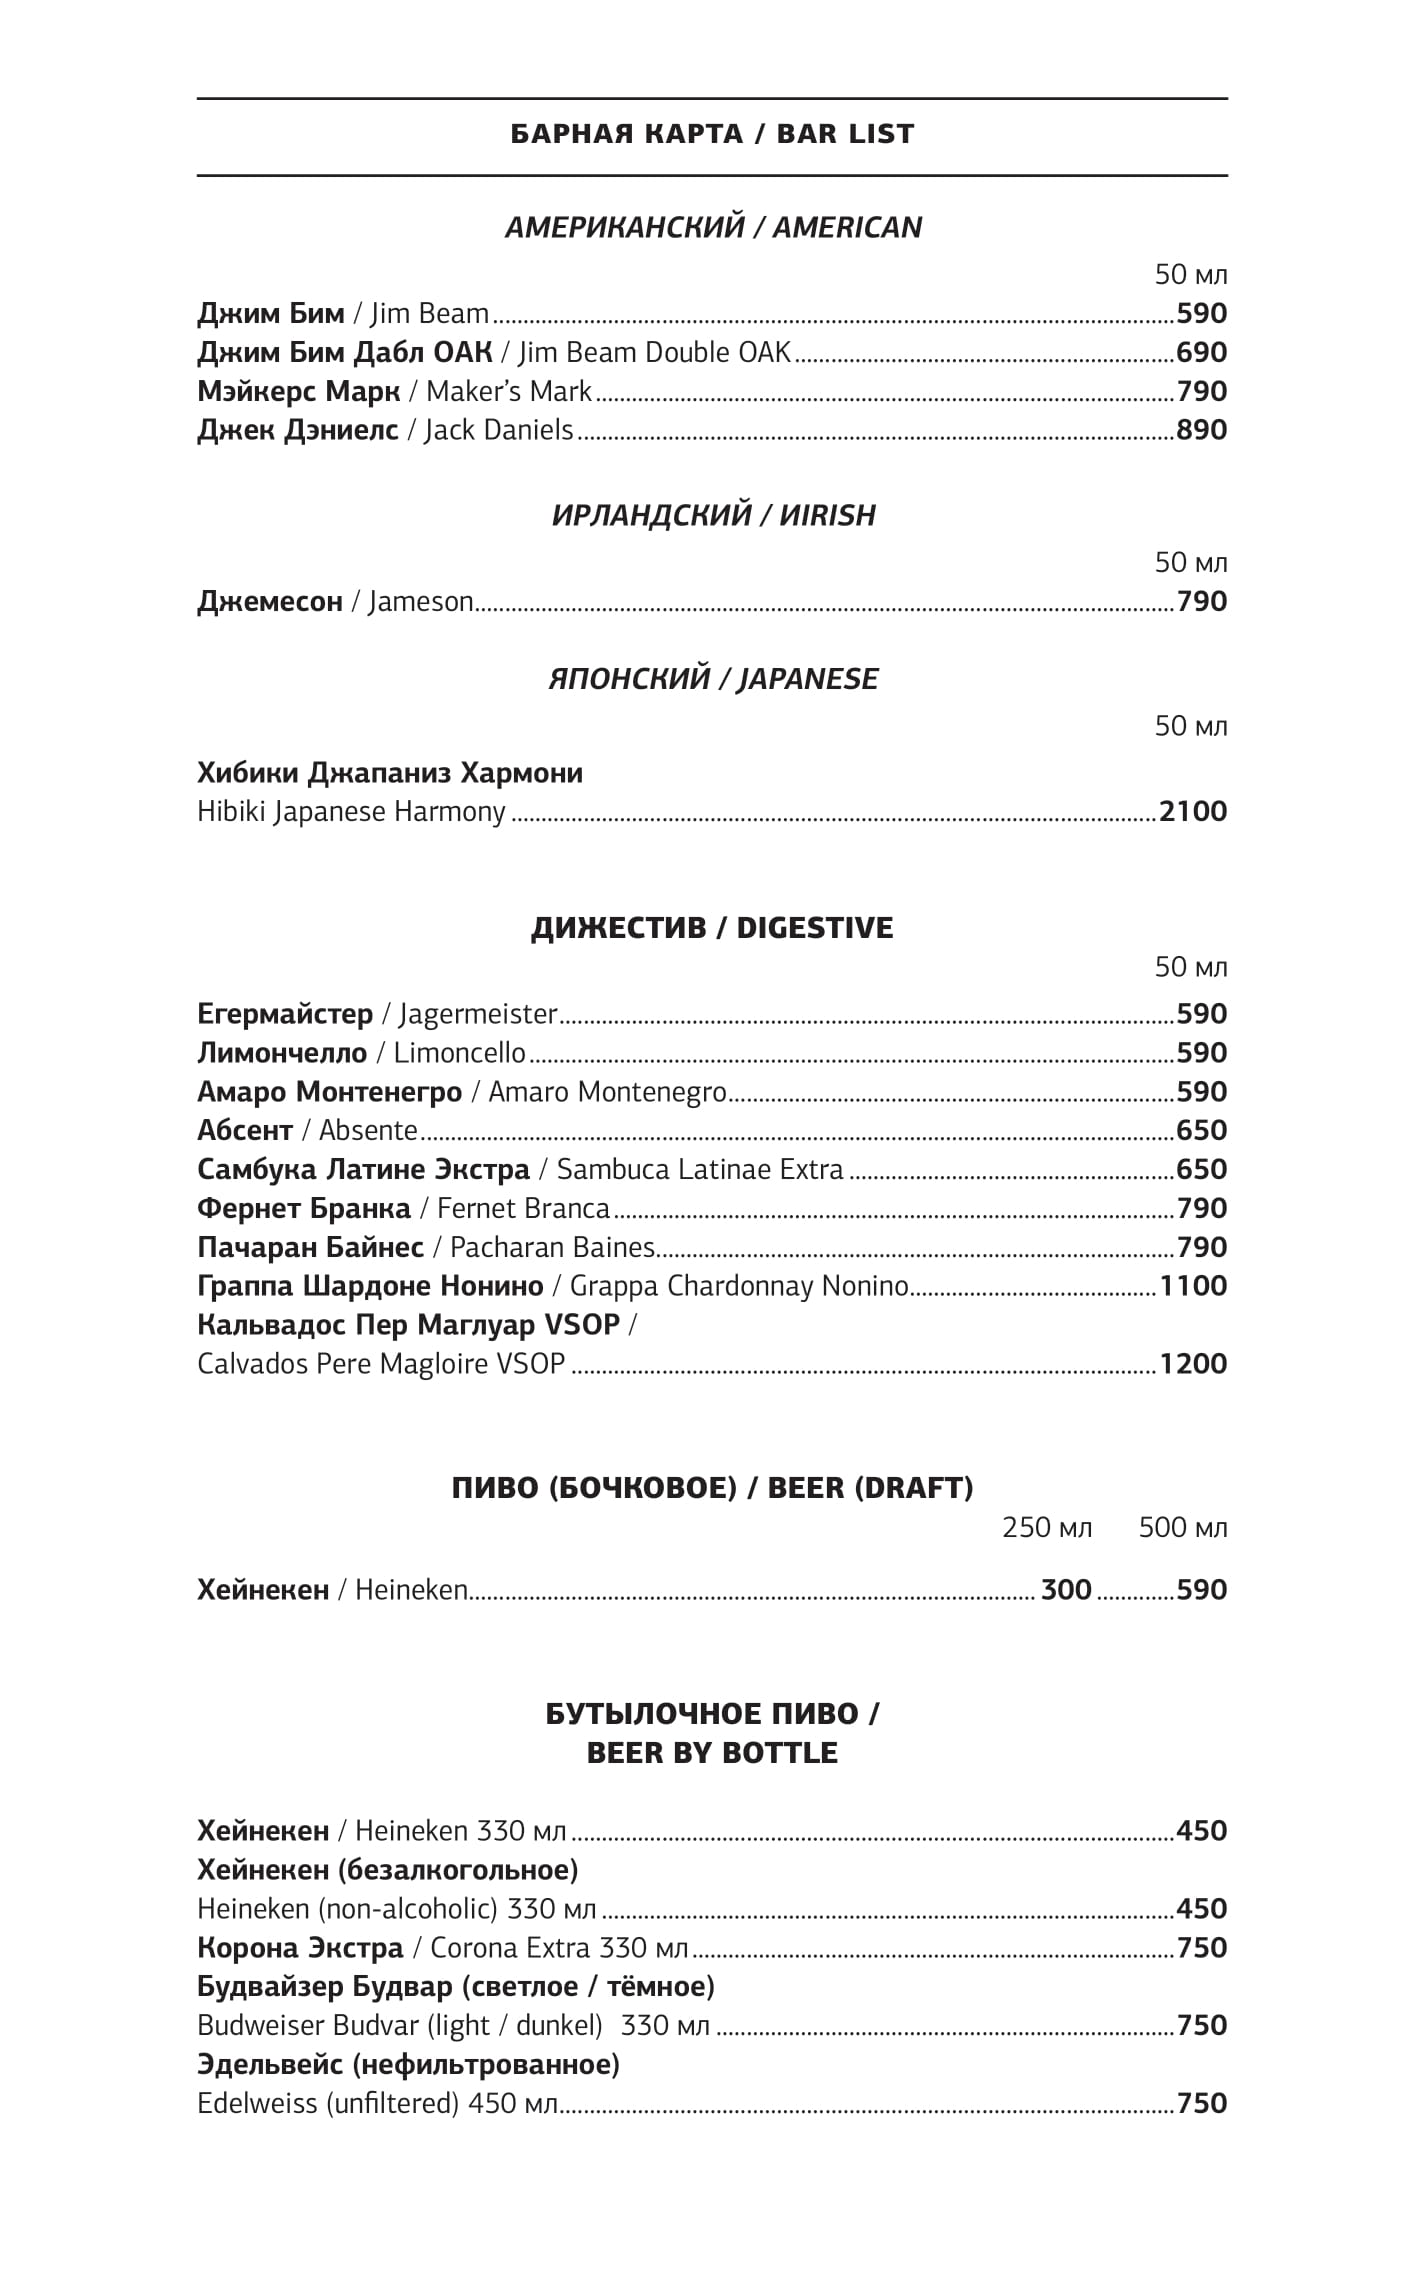 БАРНАЯ КАРТА / BAR LIST
АМЕРИКАНСКИЙ / AMERICAN
50 мл
Джим Бим / Jim Beam 590
Джим Бим Дабл ОАК / Jim Beam Double OAK 690
Мэйкерс Марк / Maker’s Mark 790
Джек Дэниелс / Jack Daniels 890
ИРЛАНДСКИЙ / ИIRISH
50 мл
Джемесон / Jameson 790
ЯПОНСКИЙ / JAPANESE
50 мл
Хибики Джапаниз Хармони
Hibiki Japanese Harmony 2100
ДИЖЕСТИВ / DIGESTIVE
50 мл
Егермайстер / Jagermeister 590
Лимончелло / Limoncello 590
Амаро Монтенегро / Amaro Montenegro 590
Абсент / Absente 650
Самбука Латине Экстра / Sambuca Latinae Extra 650
Фернет Бранка / Fernet Branca 790
Пачаран Байнес / Pacharan Baines 790
Граппа Шардоне Нонино / Grappa Chardonnay Nonino 1100
Кальвадос Пер Маглуар VSOP /
Calvados Pere Magloire VSOP 1200
ПИВО (БОЧКОВОЕ) / BEER (DRAFT)
250 мл 500 мл
Хейнекен / Heineken 300 590
БУТЫЛОЧНОЕ ПИВО /
BEER BY BOTTLE
Хейнекен / Heineken 330 мл 450
Хейнекен (безалкогольное)
Heineken (non-alcoholic) 330 мл 450
Корона Экстра / Corona Extra 330 мл 750
Будвайзер Будвар (светлое / тёмное)
Budweiser Budvar (light / dunkel) 330 мл 750
Эдельвейс (нефильтрованное)
Edelweiss (unfiltered) 450 мл 750